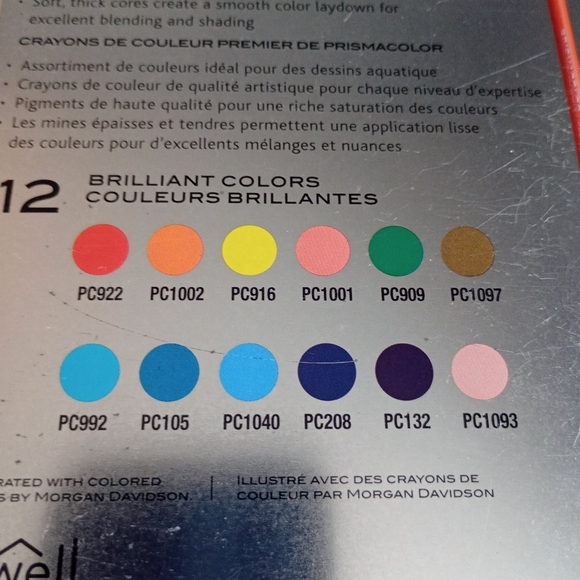 • Soft, thick cores create a smooth color laydown for
excellent blending and shading
CRAYONS DE COULEUR PREMIER DE PRISMACOLOR
• Assortiment de couleurs idéal pour des dessins aquatique
• Crayons de couleur de qualité artistique pour chaque niveau d'expertise
• Pigments de haute qualité pour une riche saturation des couleurs
• Les mines épaisses et tendres permettent une application lisse
des couleurs pour d'excellents mélanges et nuances
12 BRILLIANT COLORS
COULEURS BRILLANTES
PC922 PC1002 PC916 PC1001 PC909 PC1097
PC992 PC105 PC1040 PC208 PC132 PC1093
RATED WITH COLORED
S BY MORGAN DAVIDSON.
ILLUSTRÉ AVEC DES CRAYONS DE
COULEUR PAR MORGAN DAVIDSON
well